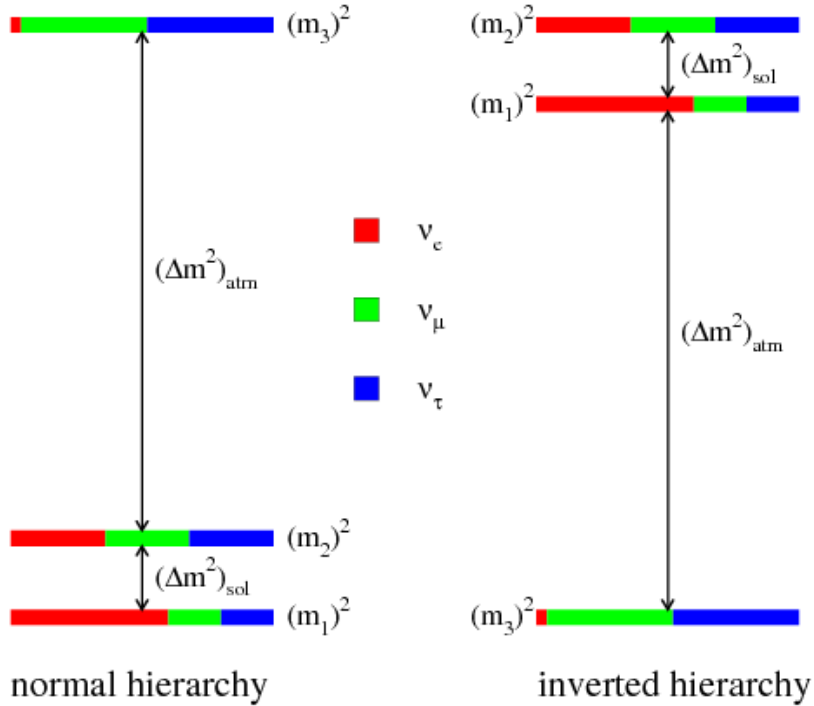 (m₃)²
(Δm²)atm
(m₂)²
(Δm²)sol
(m₁)²
normal hierarchy
νe
νμ
ντ
(m₂)²
(Δm²)sol
(m₁)²
(Δm²)atm
(m₃)²
inverted hierarchy